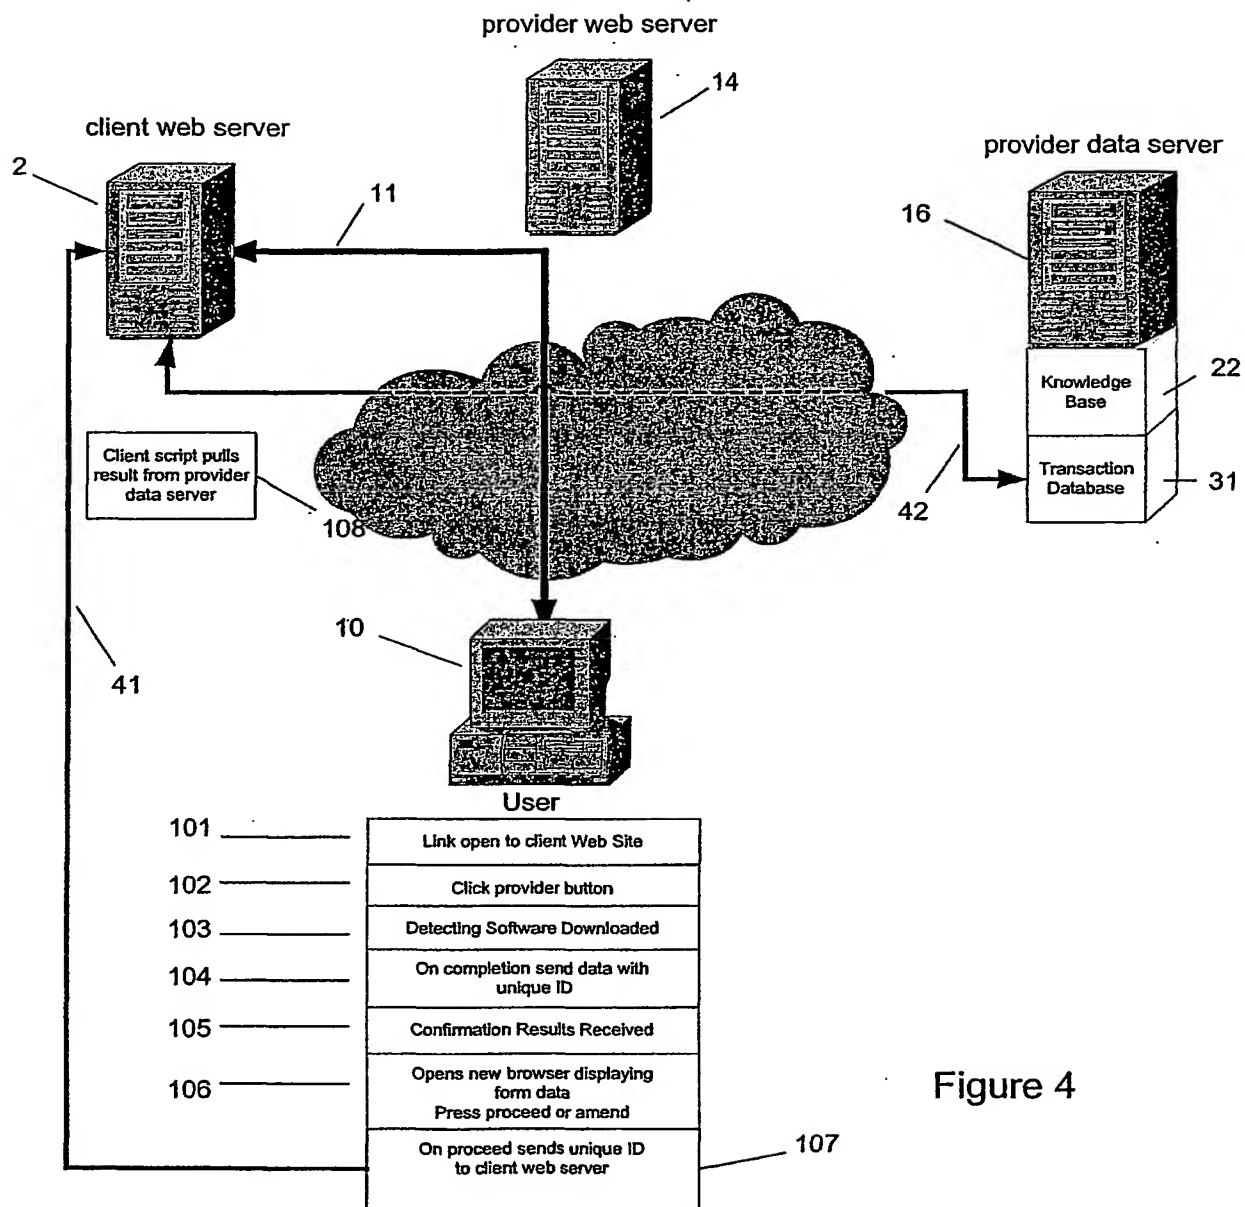 provider web server
14
client web server
2
11
provider data server
16
Knowledge
Base
22
Transaction
Database
31
42
Client script pulls
result from provider
data server
108
41
10
User
101
Link open to client Web Site
102
Click provider button
103
Detecting Software Downloaded
104
On completion send data with
unique ID
105
Confirmation Results Received
106
Opens new browser displaying
form data
Press proceed or amend
107
On proceed sends unique ID
to client web server
Figure 4